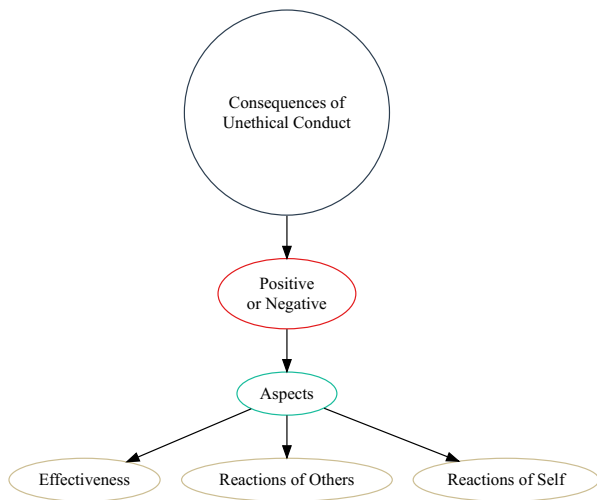 Consequences of
Unethical Conduct
Positive
or Negative
Aspects
Effectiveness
Reactions of Others
Reactions of Self